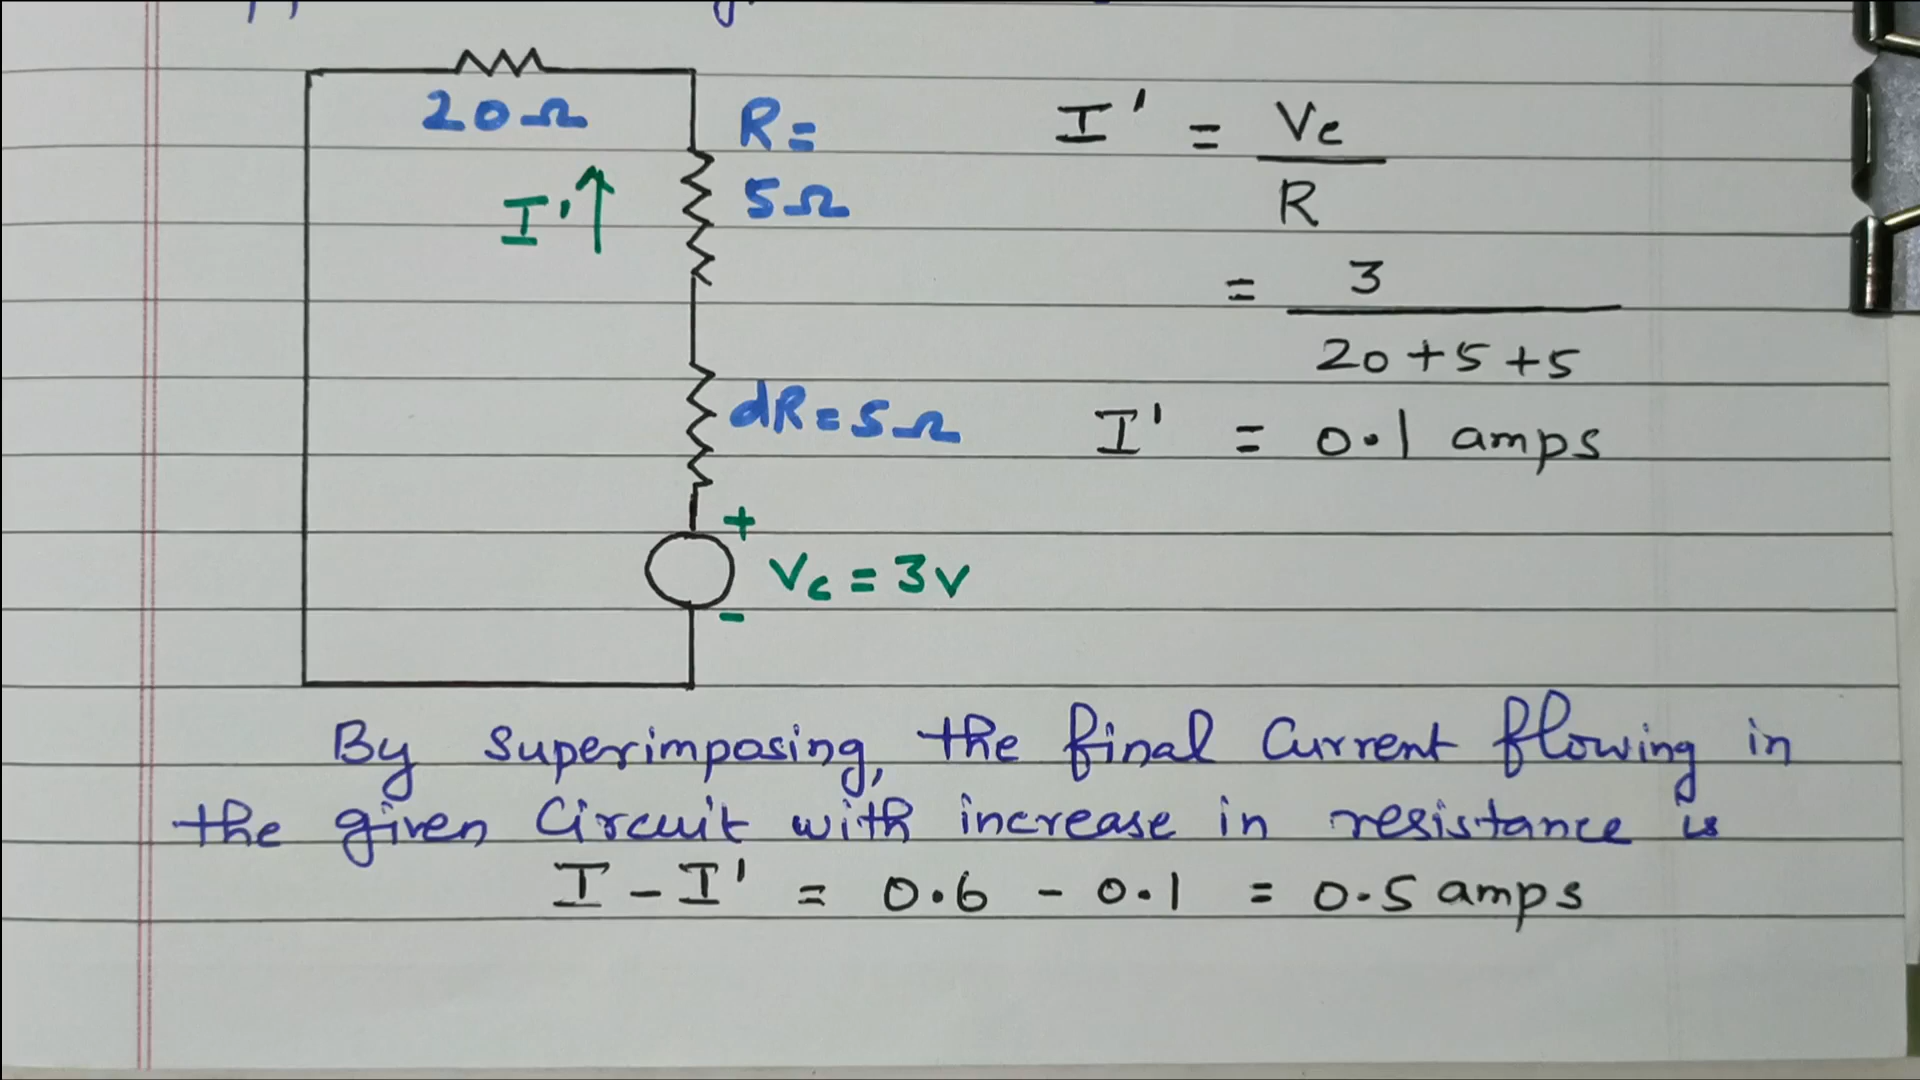 20Ω
R=
5Ω
I'↑
dR=5Ω
+
Vc = 3V
-
I' = Vc
R
= 3
20+5+5
I' = 0.1 amps
By superimposing, the final Current flowing in
the given Circuit with increase in resistance is
I - I' = 0.6 - 0.1 = 0.5 amps